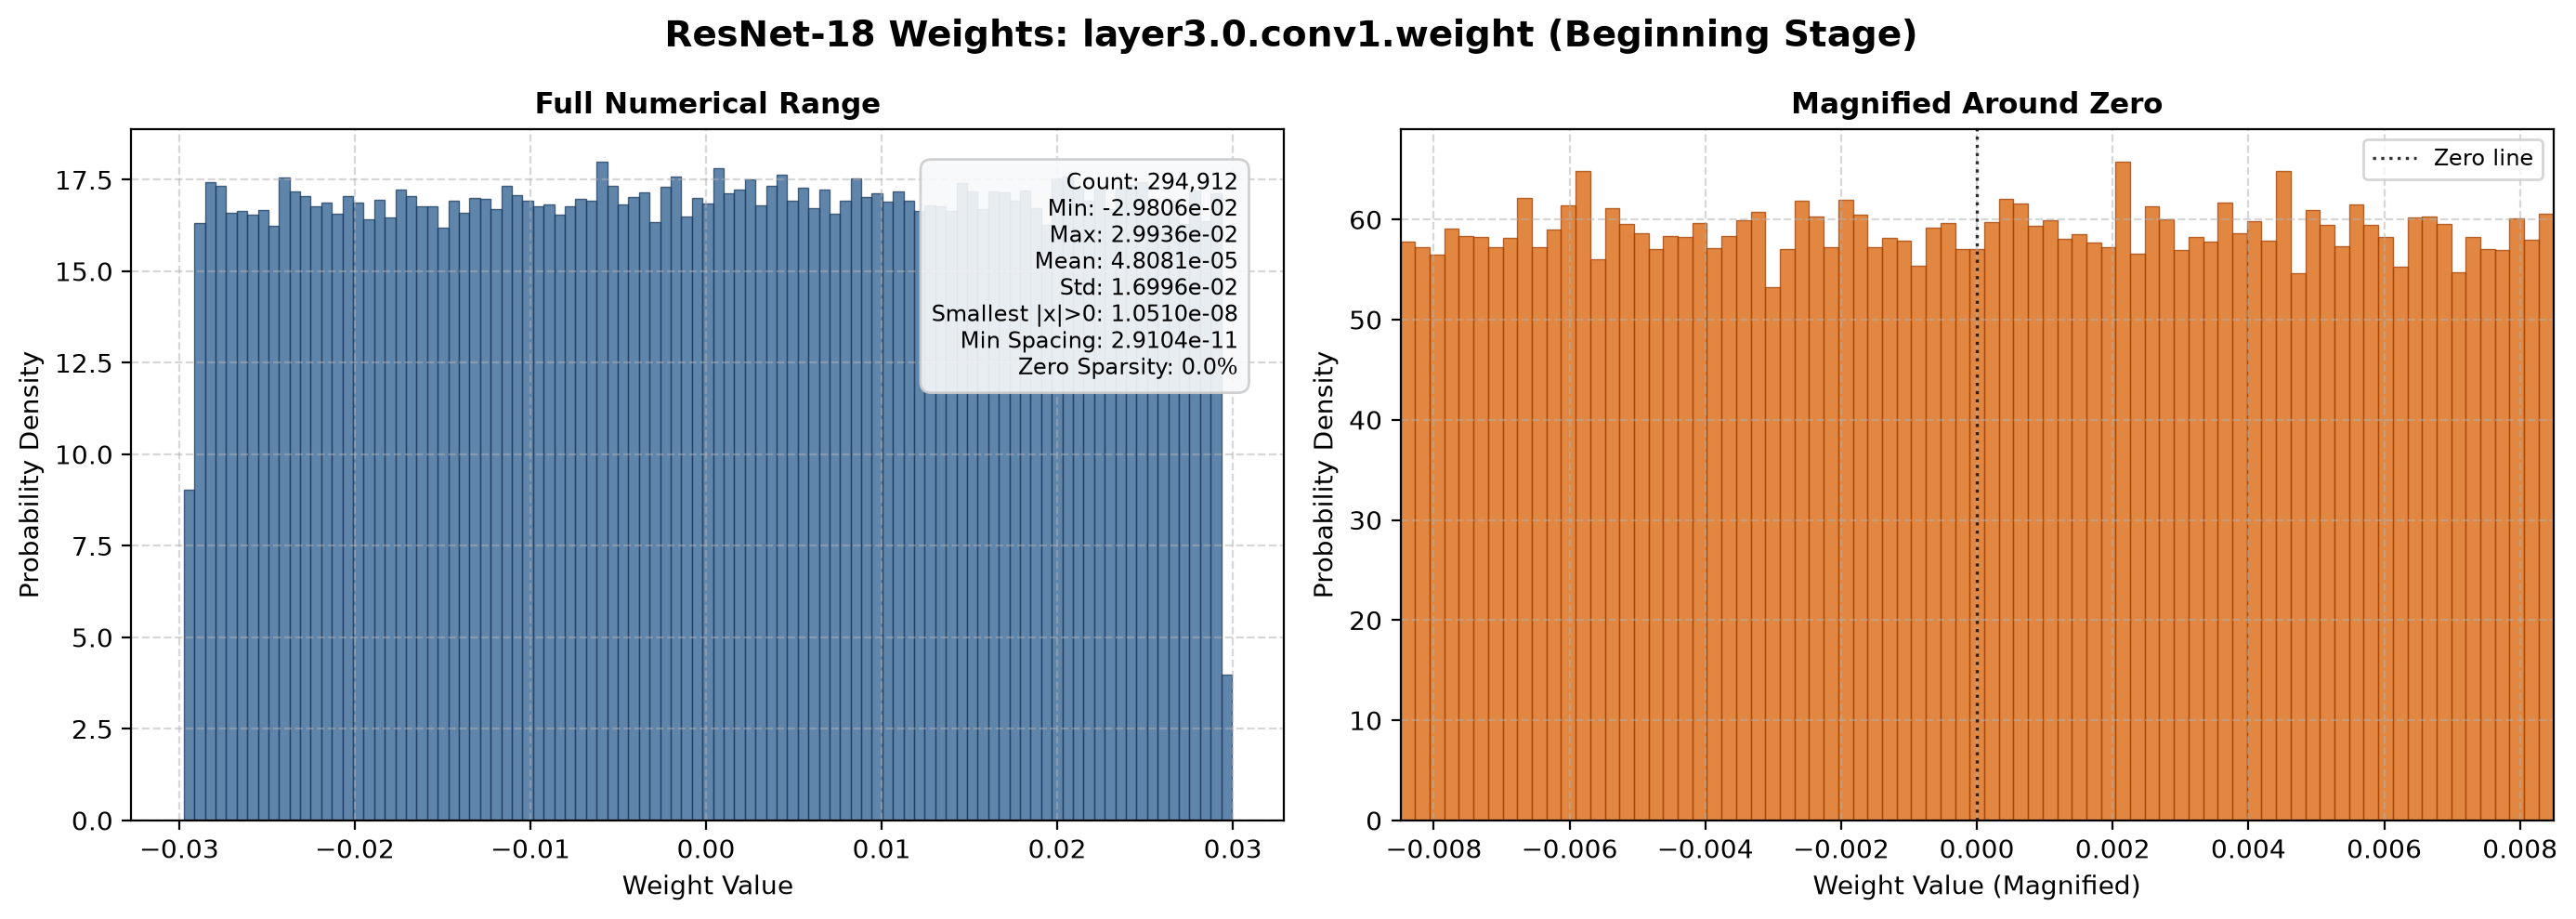 ResNet-18 Weights: layer3.0.conv1.weight (Beginning Stage)
Full Numerical Range
Probability Density
17.5
15.0
12.5
10.0
7.5
5.0
2.5
0.0
Count: 294,912
Min: -2.9806e-02
Max: 2.9936e-02
Mean: 4.8081e-05
Std: 1.6996e-02
Smallest |x|>0: 1.0510e-08
Min Spacing: 2.9104e-11
Zero Sparsity: 0.0%
−0.03 −0.02 −0.01 0.00 0.01 0.02 0.03
Weight Value
Magnified Around Zero
Probability Density
60
50
40
30
20
10
0
Zero line
−0.008 −0.006 −0.004 −0.002 0.000 0.002 0.004 0.006 0.008
Weight Value (Magnified)